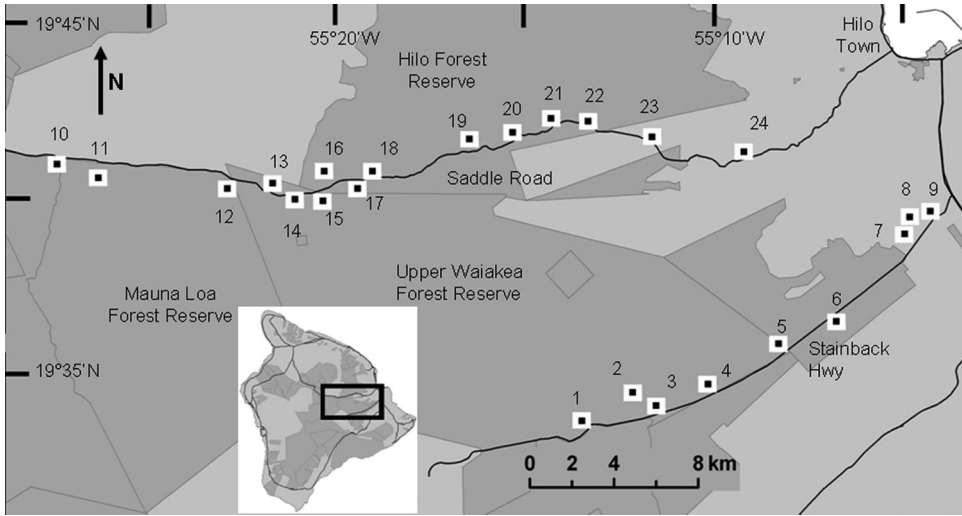 19°45'N
55°20'W
55°10'W
Hilo
Town
N
Hilo Forest
Reserve
21
22
20
19
23
24
10
11
13
16
18
12
14
15
17
Saddle Road
8
9
7
Mauna Loa
Forest Reserve
Upper Waiakea
Forest Reserve
6
5
Stainback
Hwy
19°35'N
2
3
4
1
0 2 4 8 km